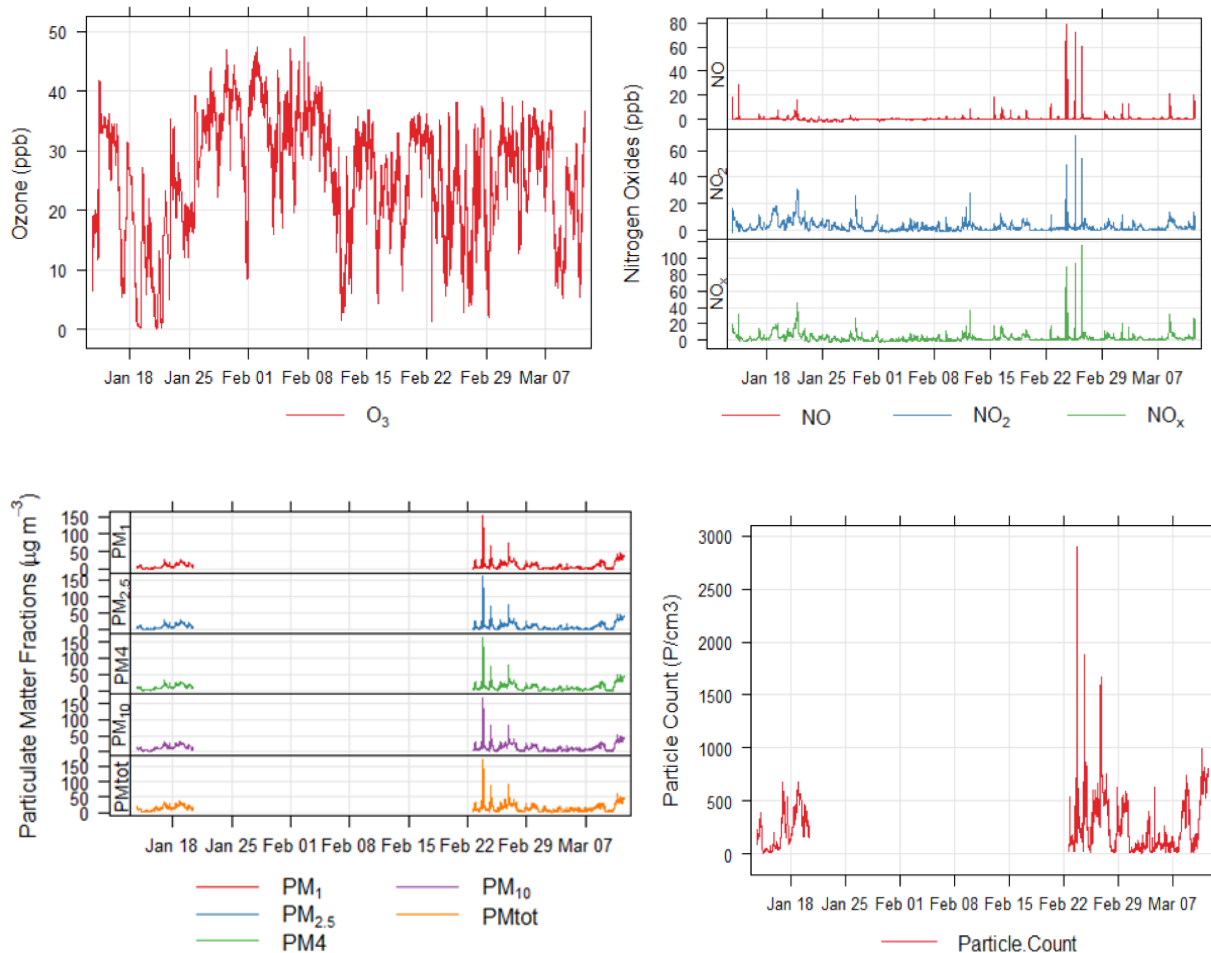 Ozone (ppb)
50
40
30
20
10
0
Jan 18 Jan 25 Feb 01 Feb 08 Feb 15 Feb 22 Feb 29 Mar 07
O₃
Nitrogen Oxides (ppb)
NO
80
60
40
20
0
NO₂
60
40
20
0
NOₓ
100
80
60
40
20
0
Jan 18 Jan 25 Feb 01 Feb 08 Feb 15 Feb 22 Feb 29 Mar 07
NO NO₂ NOₓ
Particulate Matter Fractions (μg m⁻³)
PM₁
150
100
50
0
PM₂.₅
150
100
50
0
PM4
150
100
50
0
PM₁₀
150
100
50
0
PMtot
150
100
50
0
Jan 18 Jan 25 Feb 01 Feb 08 Feb 15 Feb 22 Feb 29 Mar 07
PM₁ PM₁₀
PM₂.₅ PMtot
PM4
Particle Count (P/cm3)
3000
2500
2000
1500
1000
500
0
Jan 18 Jan 25 Feb 01 Feb 08 Feb 15 Feb 22 Feb 29 Mar 07
Particle.Count